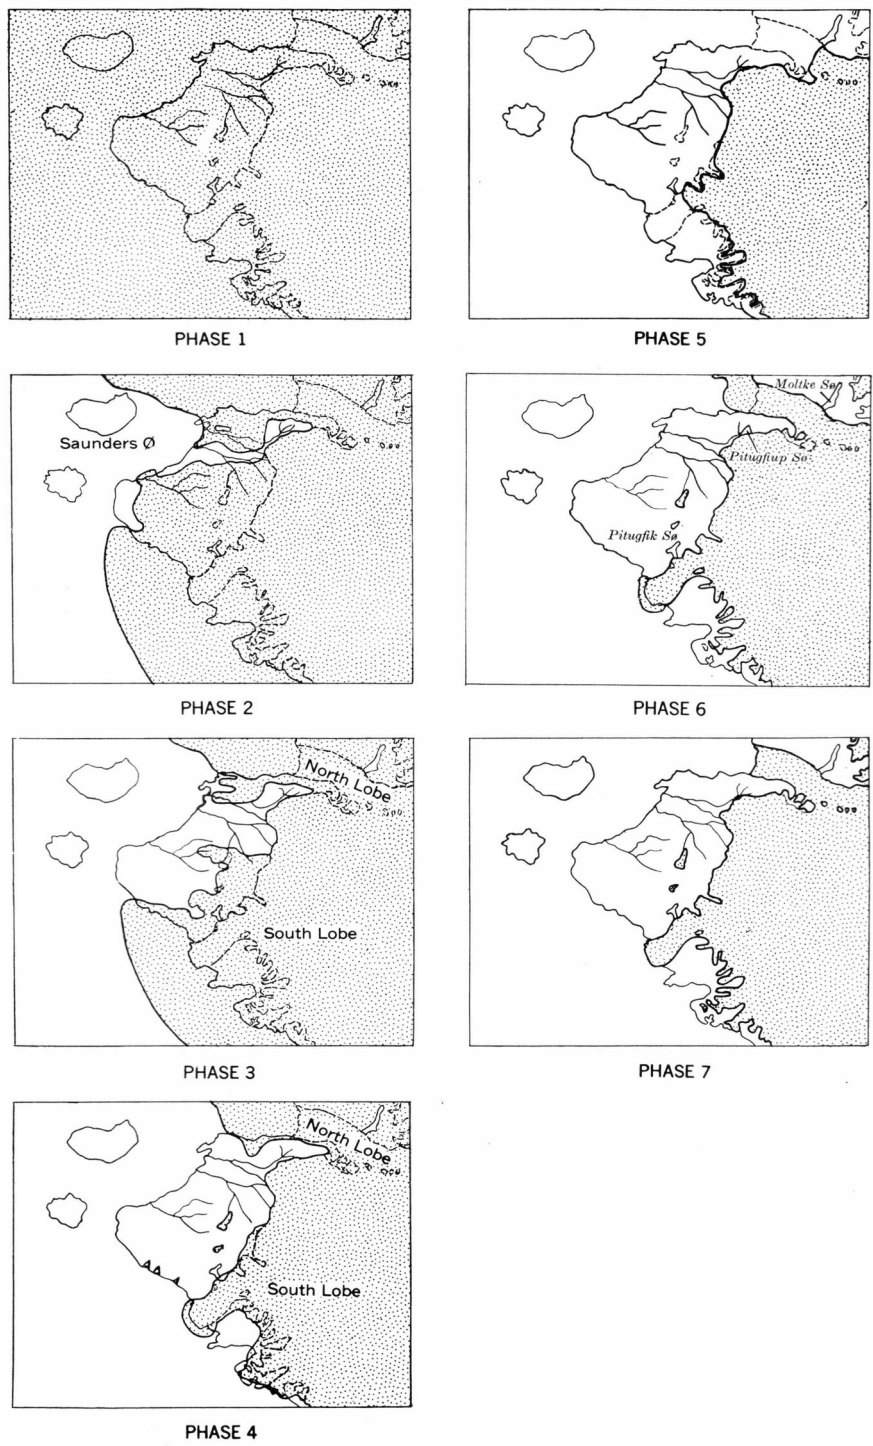 PHASE 1
Saunders Ø
PHASE 2
North Lobe
South Lobe
PHASE 3
North Lobe
South Lobe
PHASE 4
PHASE 5
Moltke Sø
Pitugfiup Sø
Pitugfik Sø
PHASE 6
PHASE 7